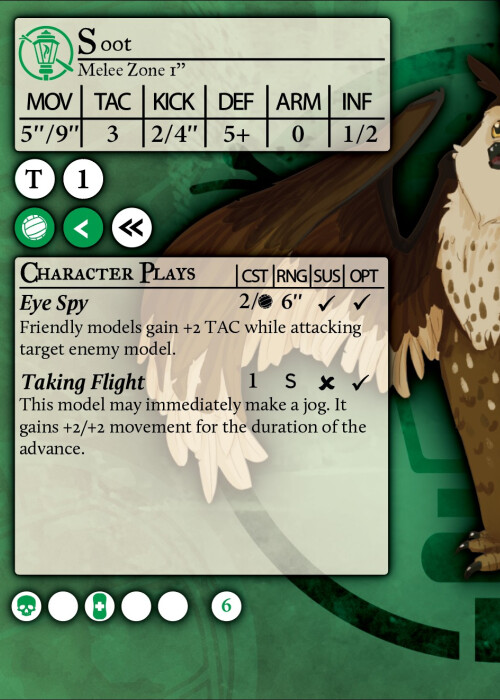 Soot
Melee Zone 1"
MOV TAC KICK DEF ARM INF
5"/9" 3 2/4" 5+ 0 1/2
T 1
< <<
Character Plays CST RNG SUS OPT
Eye Spy 2/ 6" ✓ ✓
Friendly models gain +2 TAC while attacking
target enemy model.
Taking Flight 1 S ✘ ✓
This model may immediately make a jog. It
gains +2/+2 movement for the duration of the
advance.
6